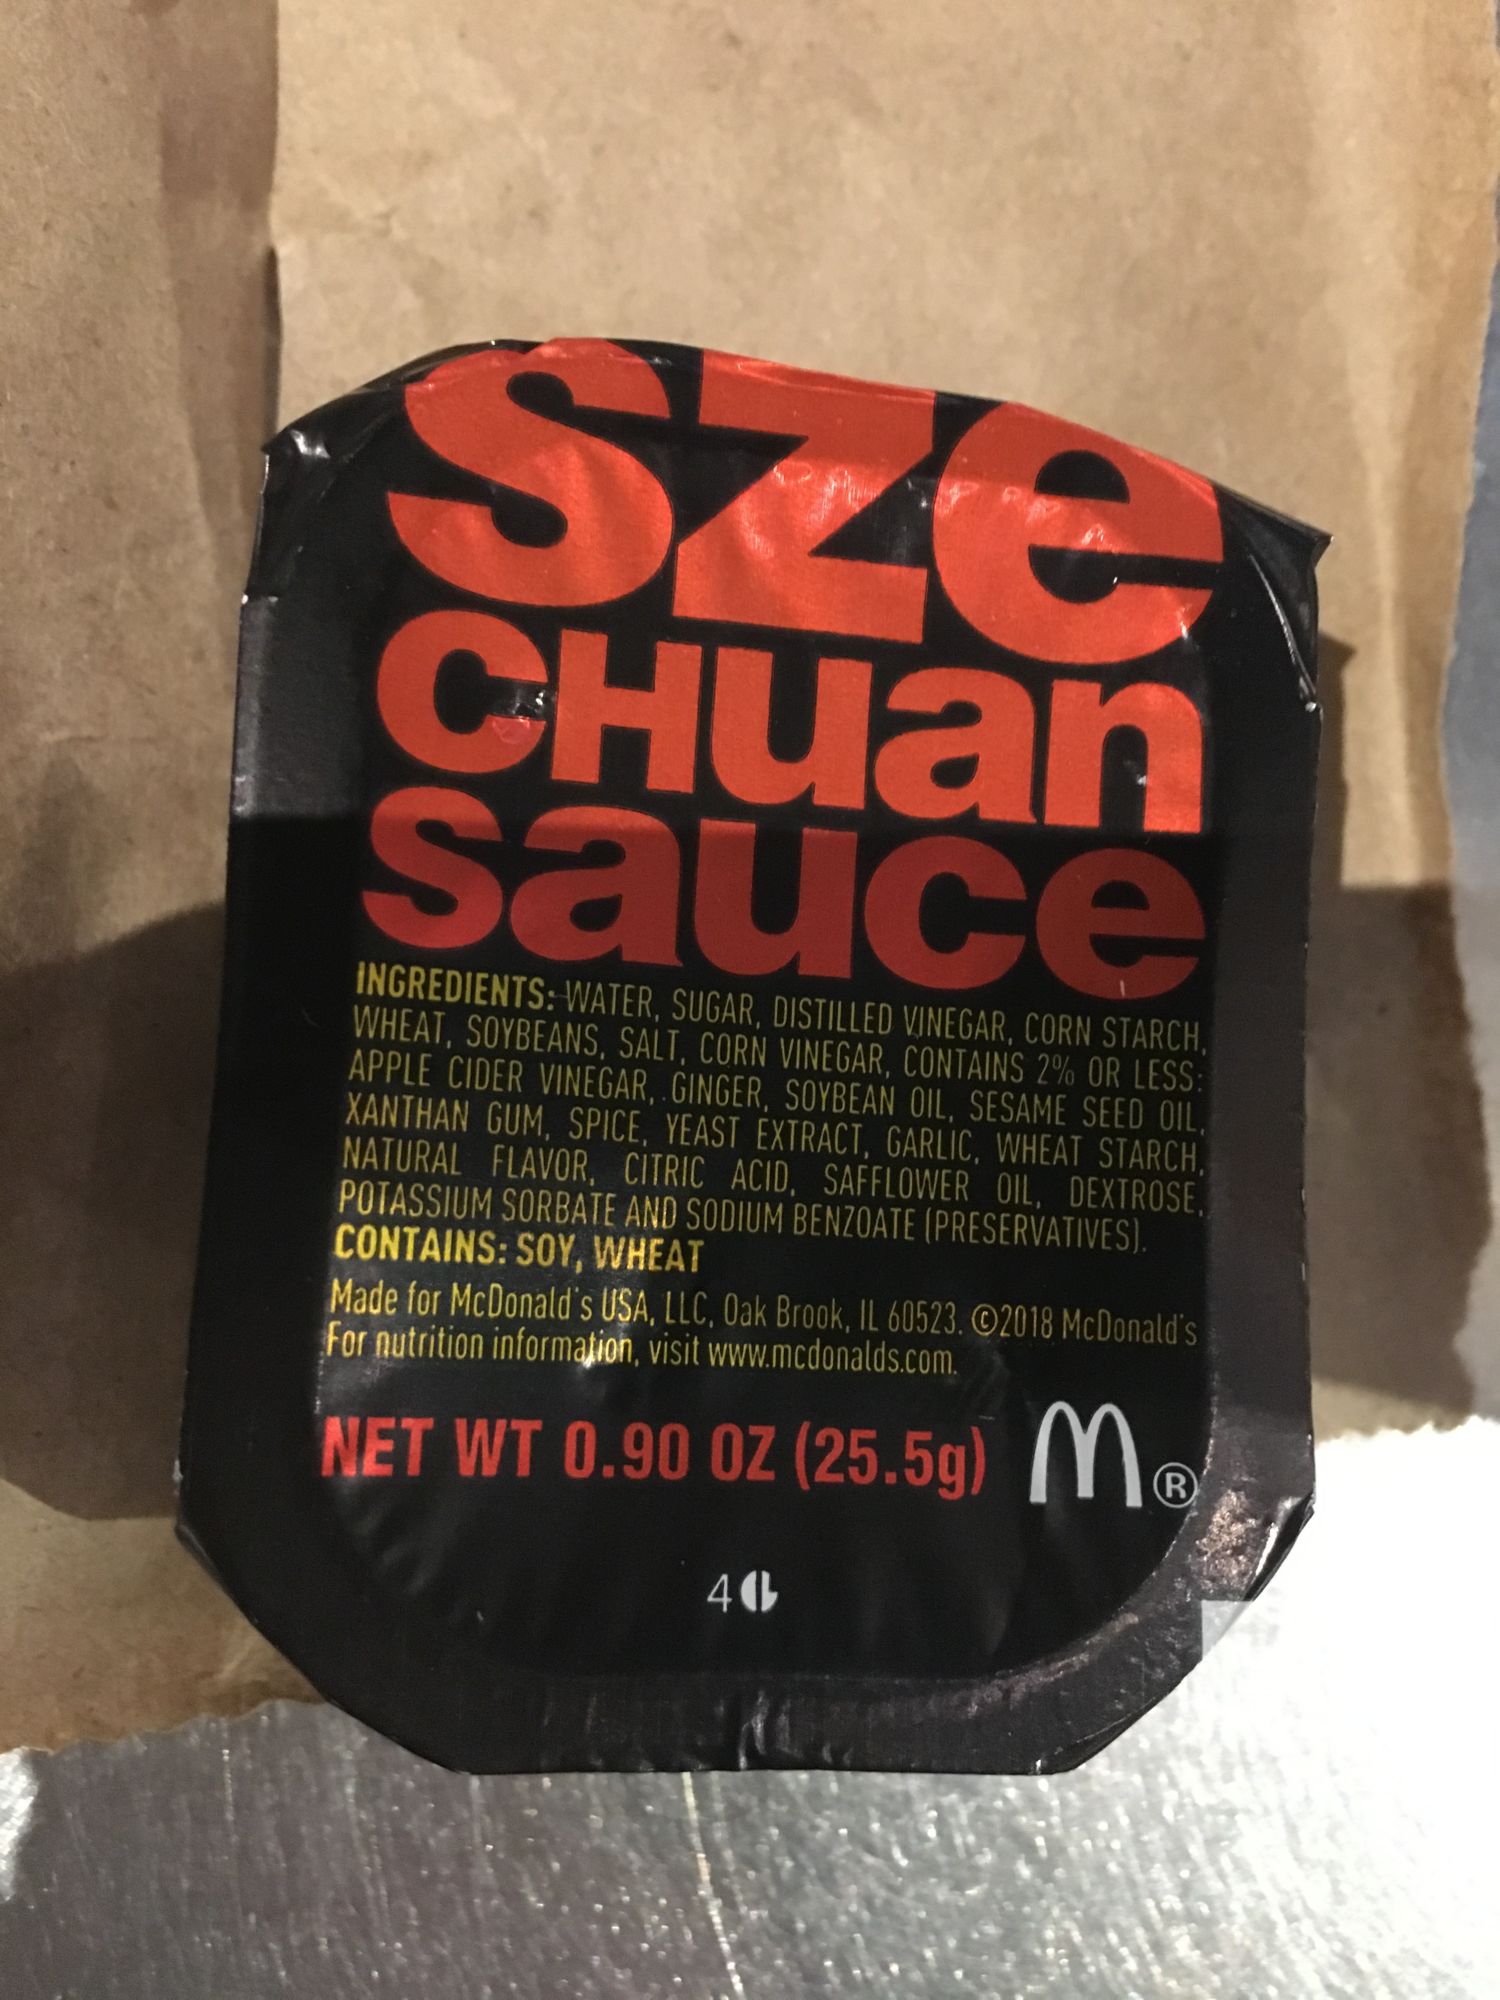 sze
CHuan
sauce
INGREDIENTS: WATER, SUGAR, DISTILLED VINEGAR, CORN STARCH,
WHEAT, SOYBEANS, SALT, CORN VINEGAR, CONTAINS 2% OR LESS:
APPLE CIDER VINEGAR, GINGER, SOYBEAN OIL, SESAME SEED OIL,
XANTHAN GUM, SPICE, YEAST EXTRACT, GARLIC, WHEAT STARCH,
NATURAL FLAVOR, CITRIC ACID, SAFFLOWER OIL, DEXTROSE,
POTASSIUM SORBATE AND SODIUM BENZOATE (PRESERVATIVES).
CONTAINS: SOY, WHEAT
Made for McDonald's USA, LLC, Oak Brook, IL 60523. ©2018 McDonald's
For nutrition information, visit www.mcdonalds.com.
NET WT 0.90 OZ (25.5g) M®
4